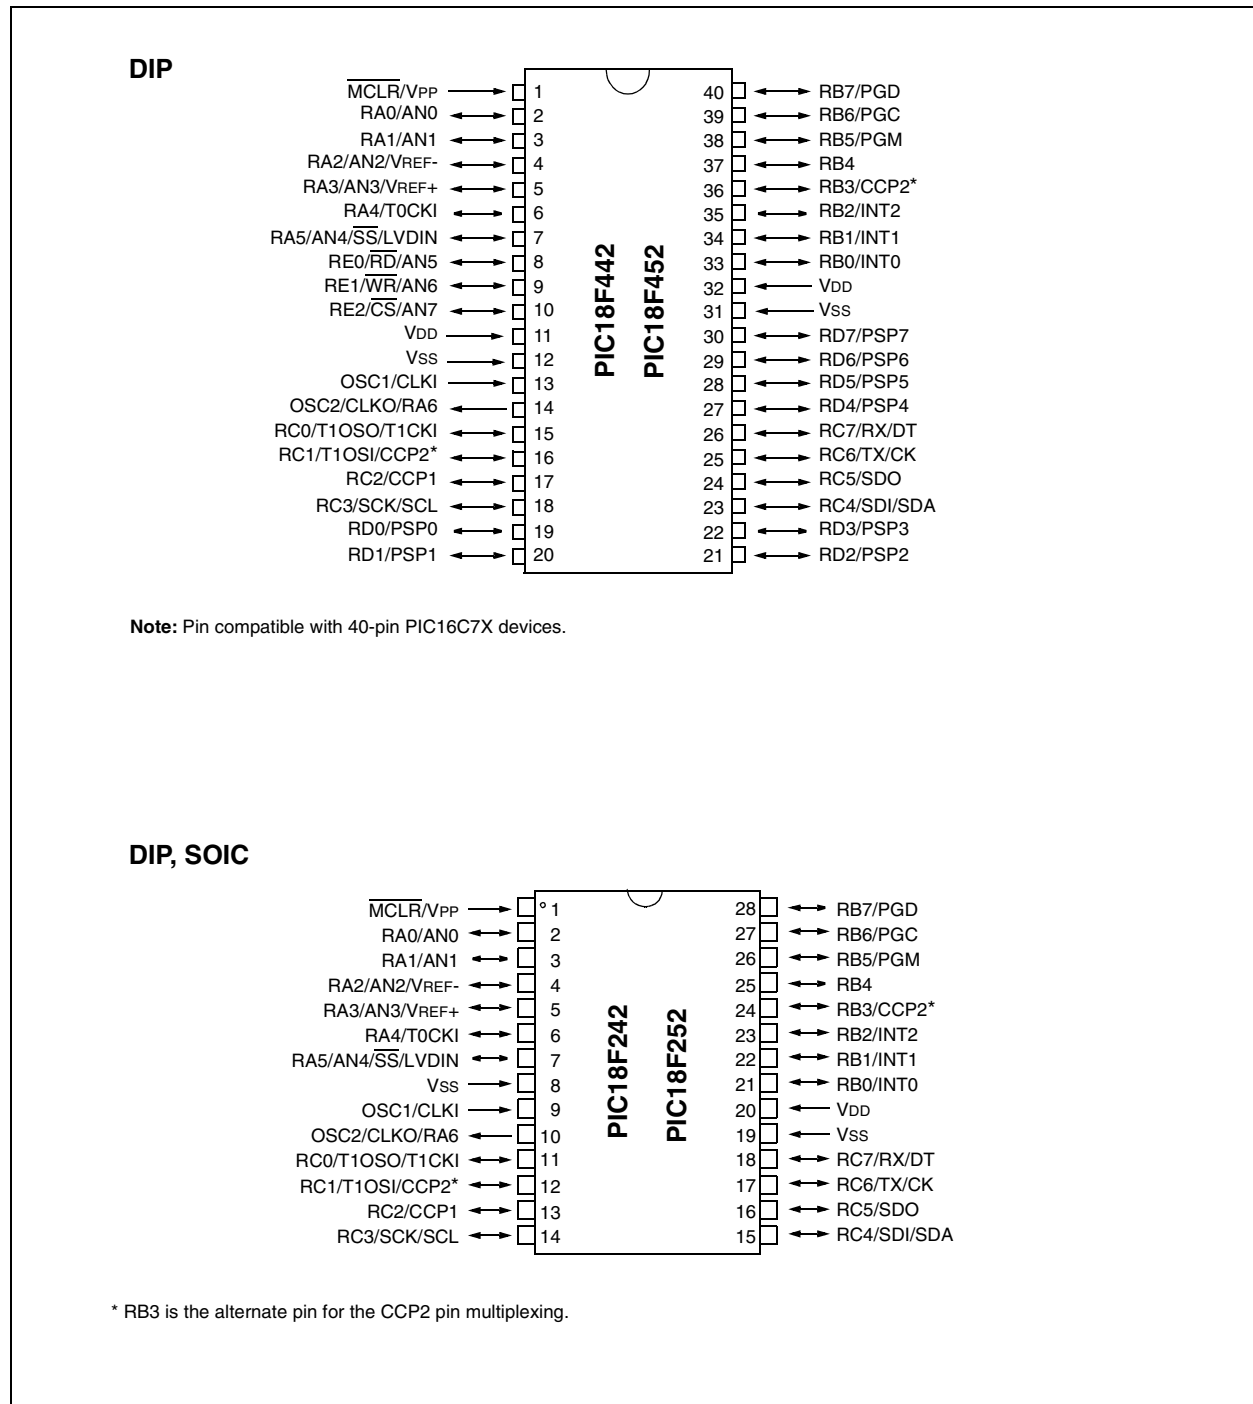 DIP
MCLR/VPP 1 40 RB7/PGD
RA0/AN0 2 39 RB6/PGC
RA1/AN1 3 38 RB5/PGM
RA2/AN2/VREF- 4 37 RB4
RA3/AN3/VREF+ 5 36 RB3/CCP2*
RA4/T0CKI 6 35 RB2/INT2
RA5/AN4/SS/LVDIN 7 34 RB1/INT1
RE0/RD/AN5 8 33 RB0/INT0
RE1/WR/AN6 9 32 VDD
RE2/CS/AN7 10 31 VSS
VDD 11 30 RD7/PSP7
VSS 12 29 RD6/PSP6
OSC1/CLKI 13 28 RD5/PSP5
OSC2/CLKO/RA6 14 27 RD4/PSP4
RC0/T1OSO/T1CKI 15 26 RC7/RX/DT
RC1/T1OSI/CCP2* 16 25 RC6/TX/CK
RC2/CCP1 17 24 RC5/SDO
RC3/SCK/SCL 18 23 RC4/SDI/SDA
RD0/PSP0 19 22 RD3/PSP3
RD1/PSP1 20 21 RD2/PSP2
PIC18F442
PIC18F452
Note: Pin compatible with 40-pin PIC16C7X devices.
DIP, SOIC
MCLR/VPP 1 28 RB7/PGD
RA0/AN0 2 27 RB6/PGC
RA1/AN1 3 26 RB5/PGM
RA2/AN2/VREF- 4 25 RB4
RA3/AN3/VREF+ 5 24 RB3/CCP2*
RA4/T0CKI 6 23 RB2/INT2
RA5/AN4/SS/LVDIN 7 22 RB1/INT1
VSS 8 21 RB0/INT0
OSC1/CLKI 9 20 VDD
OSC2/CLKO/RA6 10 19 VSS
RC0/T1OSO/T1CKI 11 18 RC7/RX/DT
RC1/T1OSI/CCP2* 12 17 RC6/TX/CK
RC2/CCP1 13 16 RC5/SDO
RC3/SCK/SCL 14 15 RC4/SDI/SDA
PIC18F242
PIC18F252
* RB3 is the alternate pin for the CCP2 pin multiplexing.